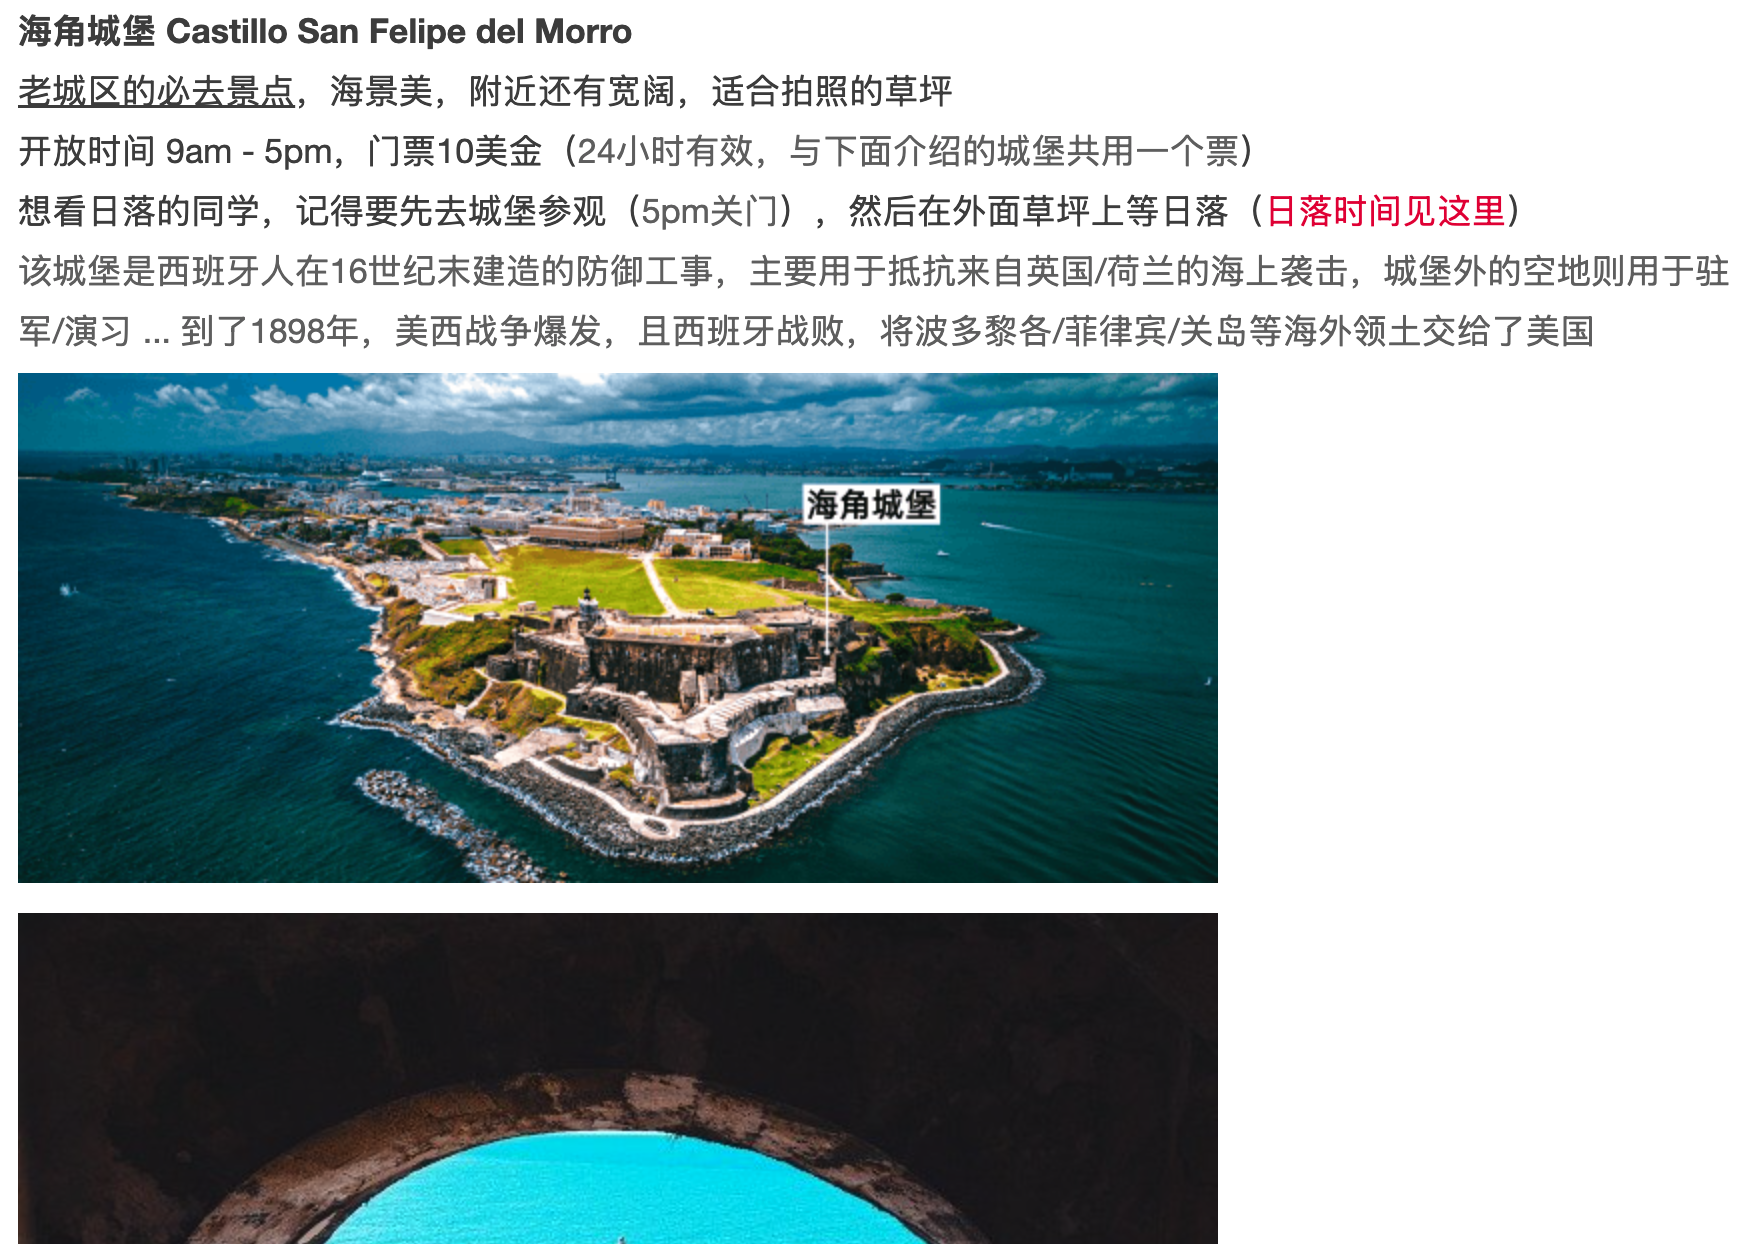 海角城堡 Castillo San Felipe del Morro
老城区的必去景点，海景美，附近还有宽阔，适合拍照的草坪
开放时间 9am - 5pm，门票10美金（24小时有效，与下面介绍的城堡共用一个票）
想看日落的同学，记得要先去城堡参观（5pm关门），然后在外面草坪上等日落（日落时间见这里）
该城堡是西班牙人在16世纪末建造的防御工事，主要用于抵抗来自英国/荷兰的海上袭击，城堡外的空地则用于驻
军/演习 ... 到了1898年，美西战争爆发，且西班牙战败，将波多黎各/菲律宾/关岛等海外领土交给了美国
海角城堡